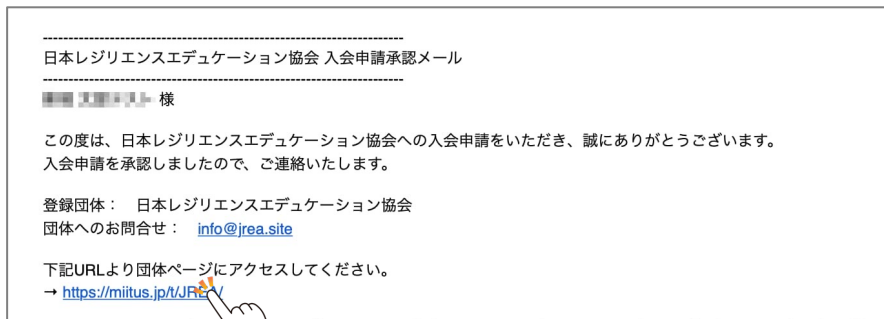 ----------------------------------------------------------------------
日本レジリエンスエデュケーション協会 入会申請承認メール
----------------------------------------------------------------------
様
この度は、日本レジリエンスエデュケーション協会への入会申請をいただき、誠にありがとうございます。
入会申請を承認しましたので、ご連絡いたします。
登録団体： 日本レジリエンスエデュケーション協会
団体へのお問合せ： info@jrea.site
下記URLより団体ページにアクセスしてください。
→ https://miitus.jp/t/JREA/